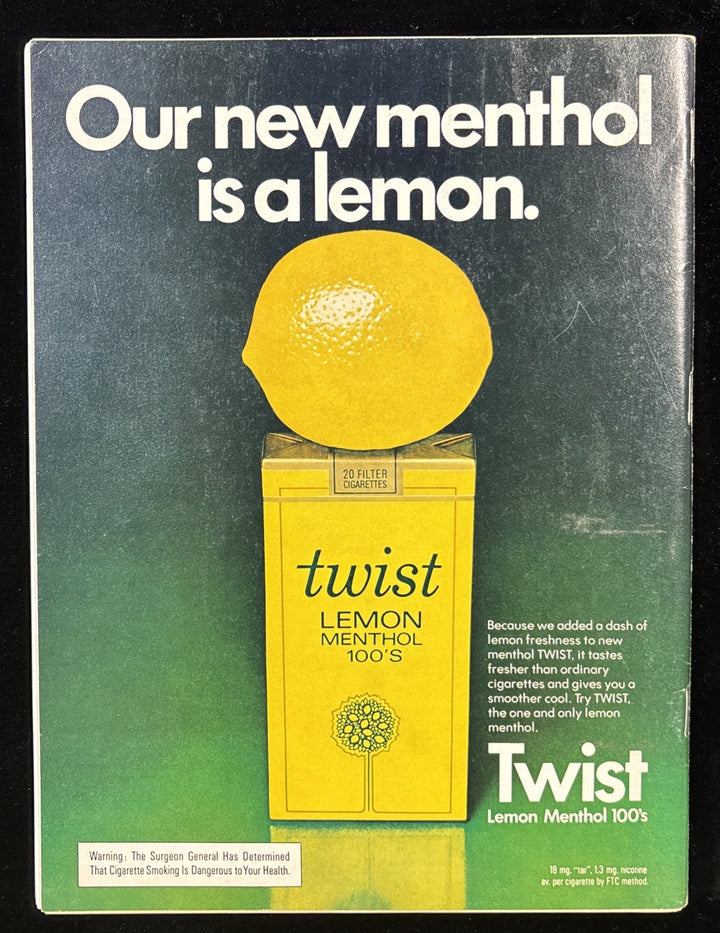 Our new menthol
is a lemon.
20 FILTER
CIGARETTES
twist
LEMON
MENTHOL
100'S
Because we added a dash of
lemon freshness to new
menthol TWIST, it tastes
fresher than ordinary
cigarettes and gives you a
smoother cool. Try TWIST,
the one and only lemon
menthol.
Twist
Lemon Menthol 100's
Warning: The Surgeon General Has Determined
That Cigarette Smoking Is Dangerous to Your Health.
18 mg. "tar", 1.3 mg. nicotine
av. per cigarette by FTC method.